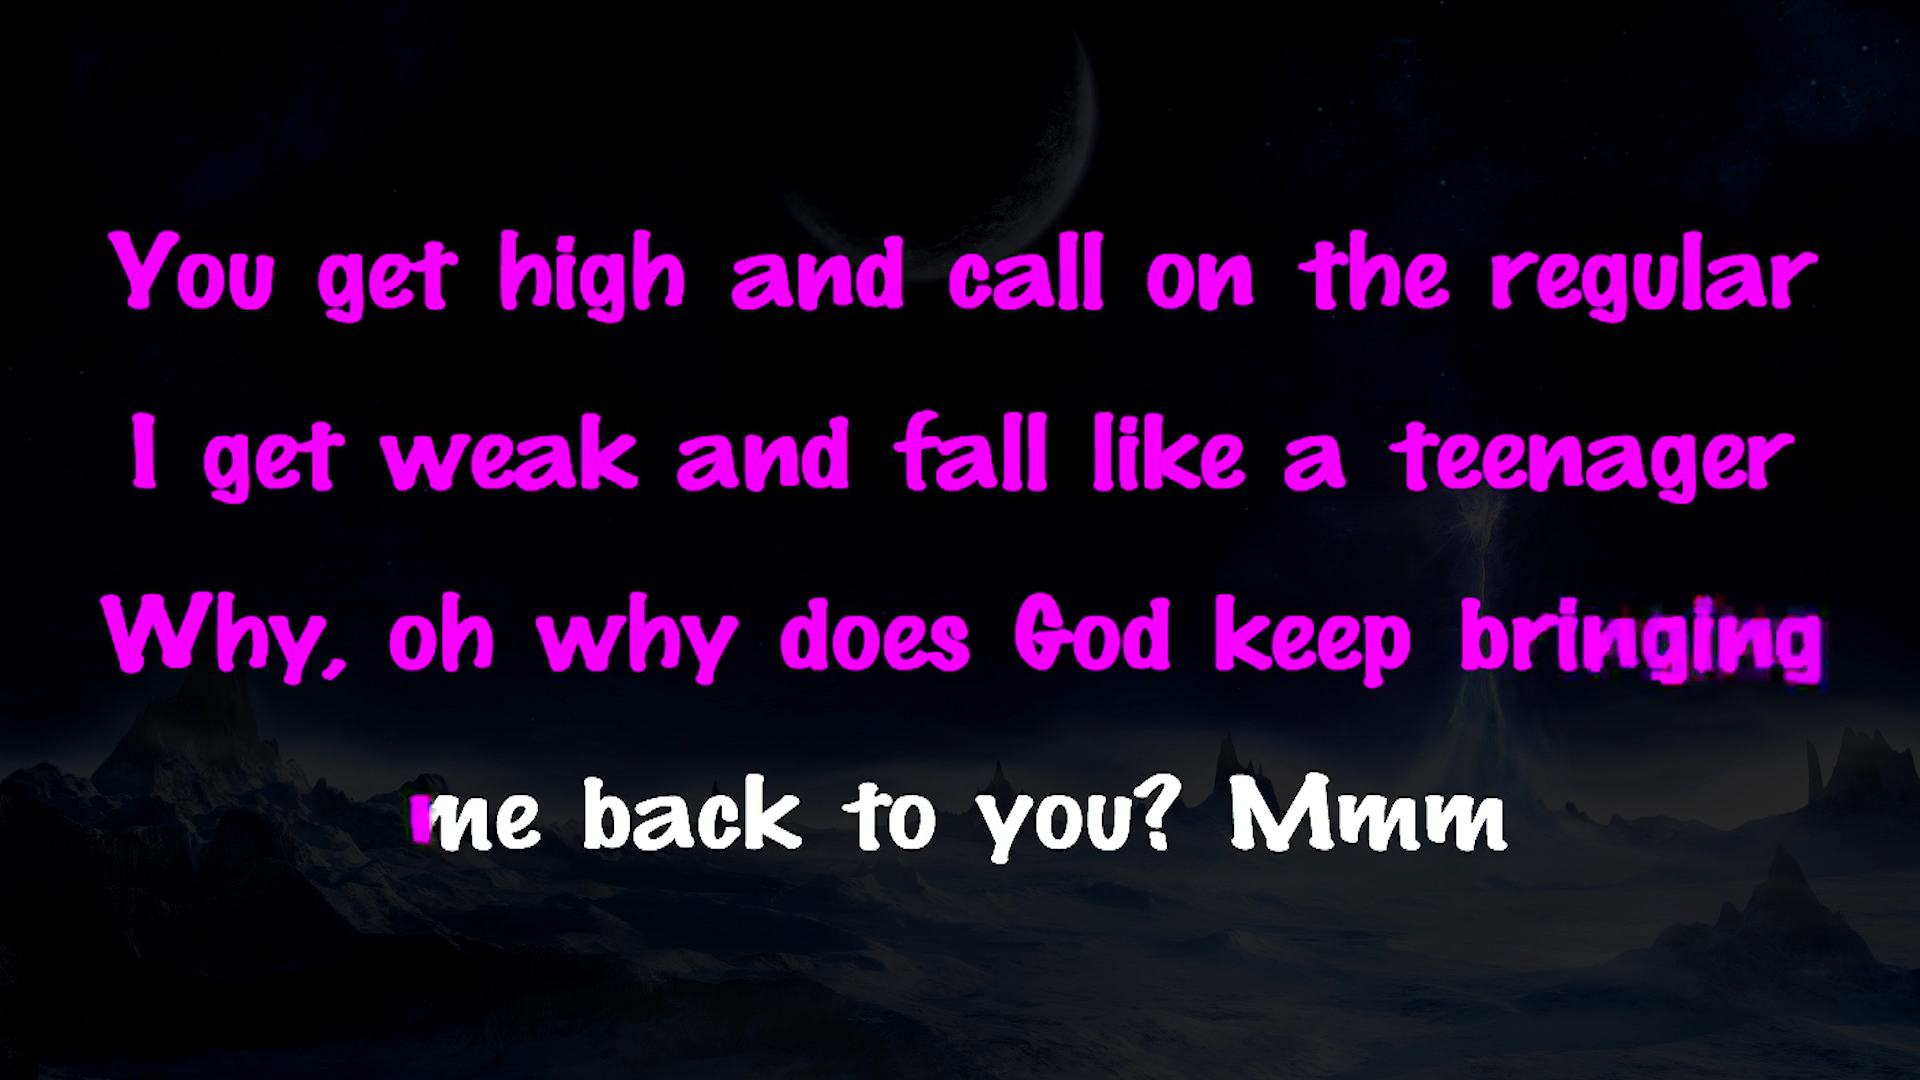 You get high and call on the regular
I get weak and fall like a teenager
Why, oh why does God keep bringing
me back to you? Mmm